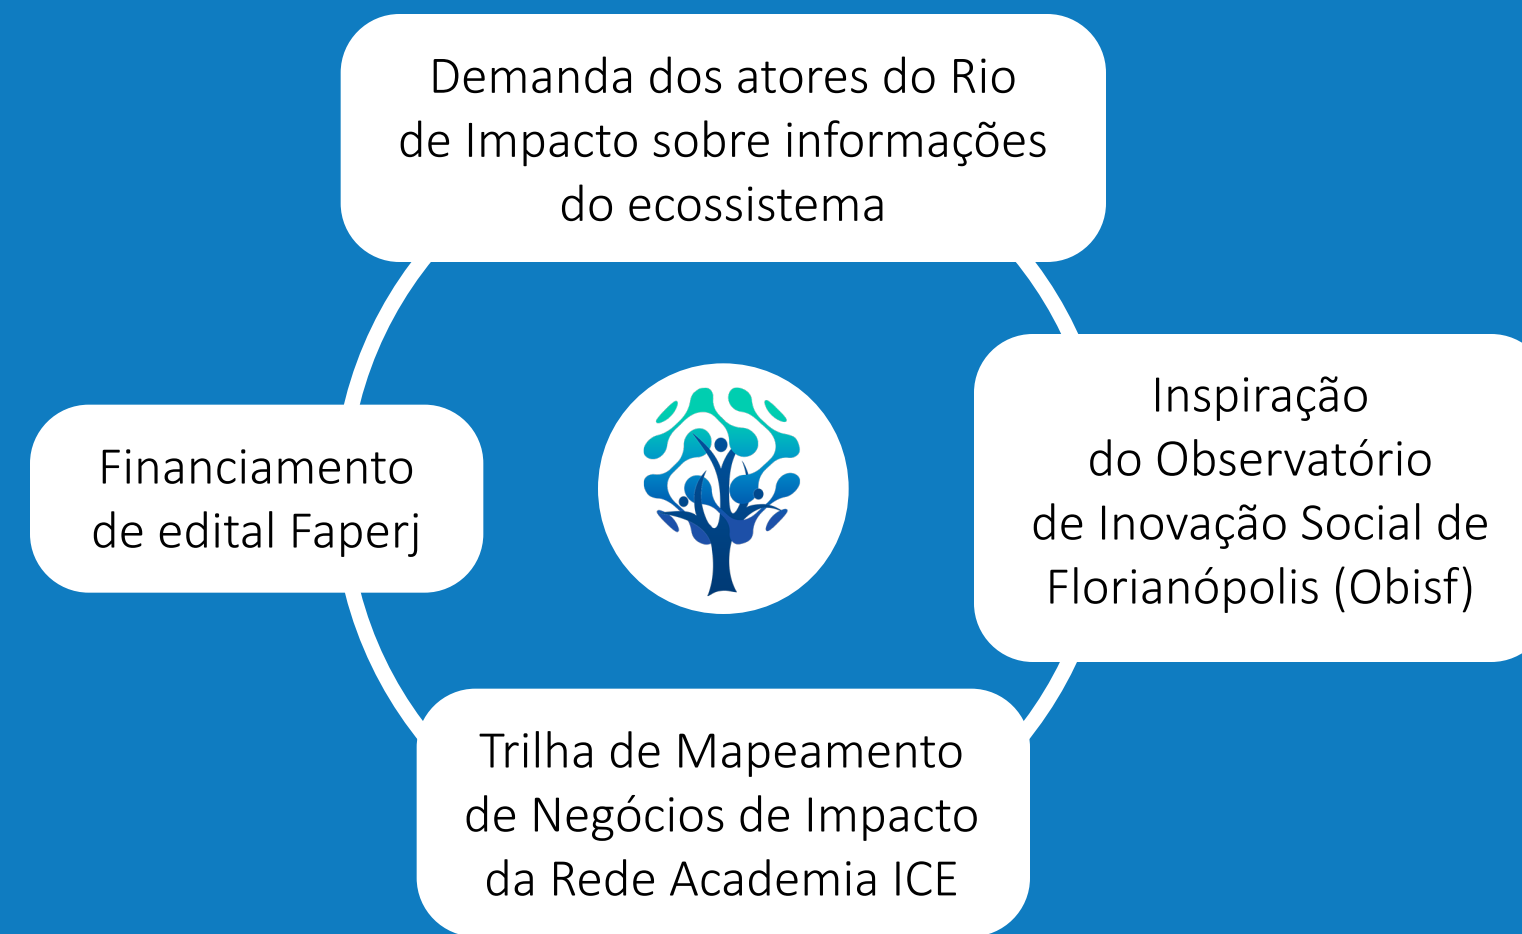 Demanda dos atores do Rio
de Impacto sobre informações
do ecossistema
Inspiração
do Observatório
de Inovação Social de
Florianópolis (Obisf)
Financiamento
de edital Faperj
Trilha de Mapeamento
de Negócios de Impacto
da Rede Academia ICE